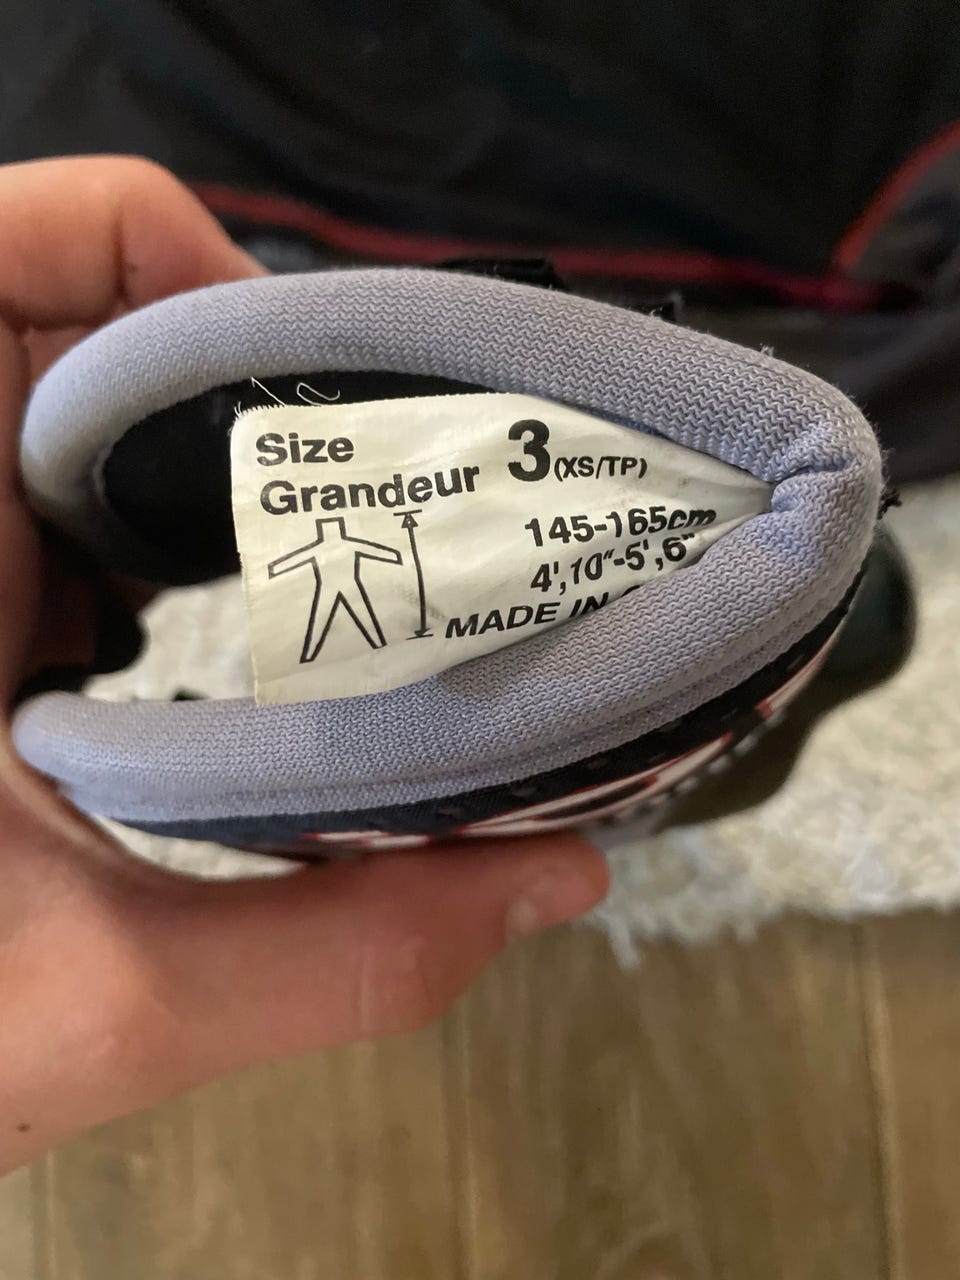 Size 3 (XS/TP)
Grandeur
145-165cm
4',10"-5',6"
MADE IN